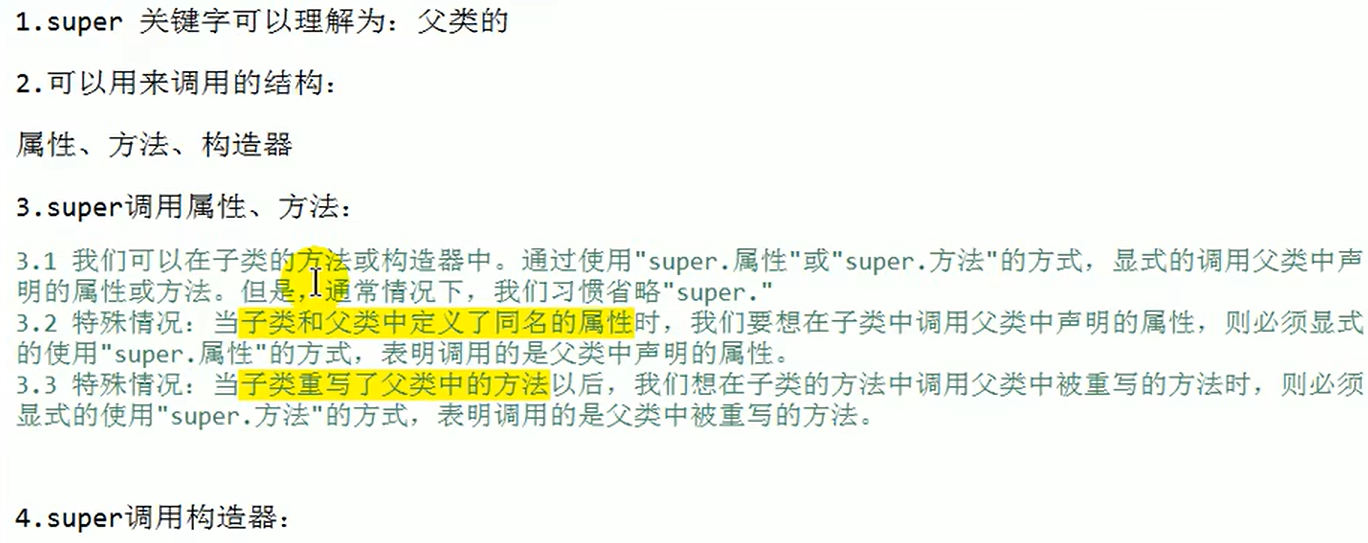 1.super 关键字可以理解为：父类的
2.可以用来调用的结构：
属性、方法、构造器
3.super调用属性、方法：
3.1 我们可以在子类的方法或构造器中。通过使用"super.属性"或"super.方法"的方式，显式的调用父类中声
明的属性或方法。但是，通常情况下，我们习惯省略"super."
3.2 特殊情况：当子类和父类中定义了同名的属性时，我们要想在子类中调用父类中声明的属性，则必须显式
的使用"super.属性"的方式，表明调用的是父类中声明的属性。
3.3 特殊情况：当子类重写了父类中的方法以后，我们想在子类的方法中调用父类中被重写的方法时，则必须
显式的使用"super.方法"的方式，表明调用的是父类中被重写的方法。
4.super调用构造器：